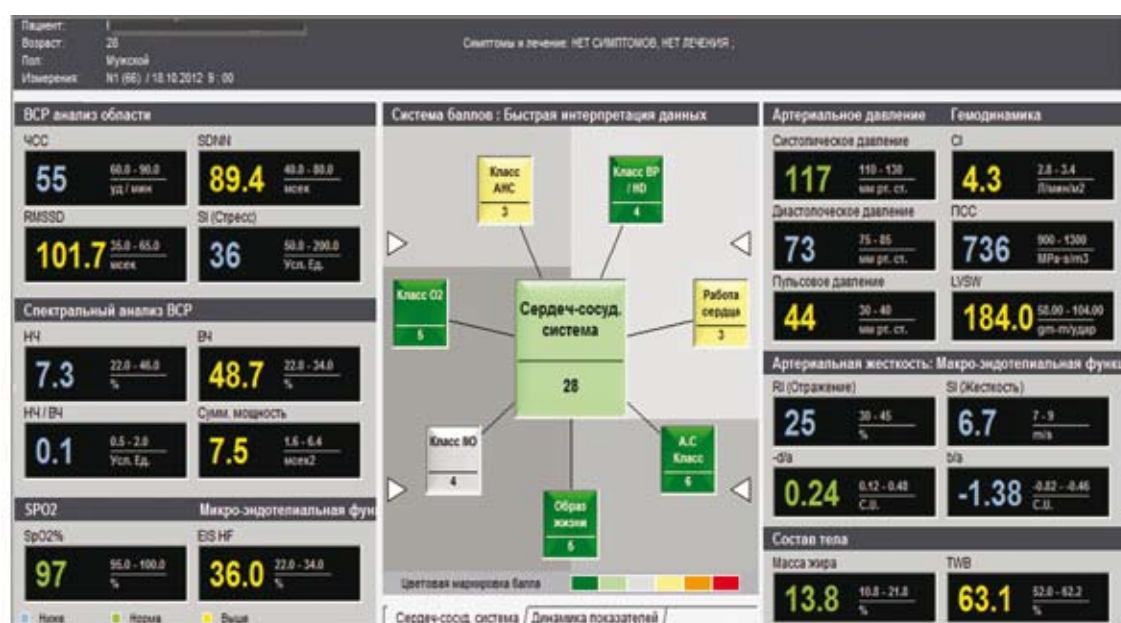 Пациент:
Возраст: 28
Пол: Мужской
Измерения: N1 (66) / 18.10.2012 9 : 00
Симптомы и лечение: НЕТ СИМПТОМОВ, НЕТ ЛЕЧЕНИЯ ;
ВСР анализ области
ЧСС
55 60.0 - 90.0 уд / мин
SDNN
89.4 40.0 - 80.0 мсек
RMSSD
101.7 35.0 - 65.0 мсек
SI (Стресс)
36 50.0 - 200.0 Усл. Ед.
Спектральный анализ ВСР
НЧ
7.3 22.0 - 46.0 %
ВЧ
48.7 22.0 - 34.0 %
НЧ / ВЧ
0.1 0.5 - 2.0 Усл. Ед.
Сумм. мощность
7.5 1.6 - 6.4 мсек2
SPO2
Микро-эндотелиальная фун
SpO2%
97 95.0 - 100.0 %
EIS HF
36.0 22.0 - 34.0 %
Ниже Норма Выше
Система баллов : Быстрая интерпретация данных
Класс АНС
3
Класс BP / HD
4
Класс O2
5
Сердеч-сосуд. система
28
Работа сердца
3
Класс NO
4
А.С Класс
6
Образ жизни
5
Цветовая маркировка балла
Сердеч-сосуд. система / Динамика показателей /
Артериальное давление
Гемодинамика
Систолическое давление
117 110 - 130 мм рт. ст.
CI
4.3 2.8 - 3.4 Л/мин/м2
Диастолоческое давление
73 75 - 85 мм рт. ст.
ПСС
736 900 - 1300 MPa·s/m3
Пульсовое давление
44 30 - 40 мм рт. ст.
LVSW
184.0 58.00 - 104.00 gm-m/удар
Артериальная жесткость: Макро-эндотелиальная функц
RI (Отражение)
25 30 - 45 %
SI (Жесткость)
6.7 7 - 9 m/s
-d/a
0.24 0.12 - 0.48 C.U.
b/a
-1.38 -0.82 - -0.46 C.U.
Состав тела
Масса жира
13.8 10.8 - 21.8 %
TWB
63.1 52.0 - 62.2 %